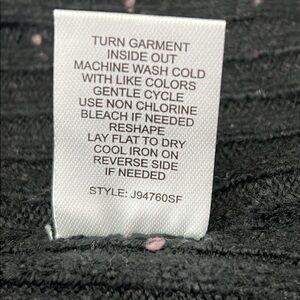 TURN GARMENT
INSIDE OUT
MACHINE WASH COLD
WITH LIKE COLORS
GENTLE CYCLE
USE NON CHLORINE
BLEACH IF NEEDED
RESHAPE
LAY FLAT TO DRY
COOL IRON ON
REVERSE SIDE
IF NEEDED
STYLE: J94760SF